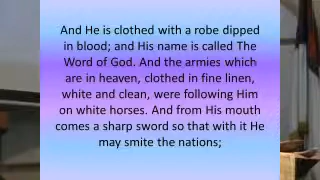 And He is clothed with a robe dipped
in blood; and His name is called The
Word of God. And the armies which
are in heaven, clothed in fine linen,
white and clean, were following Him
on white horses. And from His mouth
comes a sharp sword so that with it He
may smite the nations;